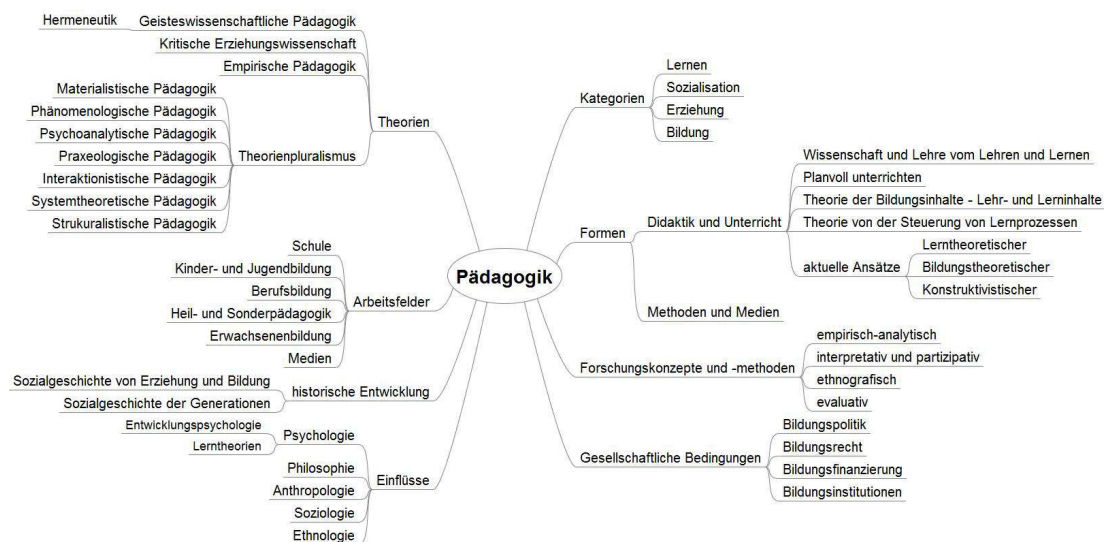 Pädagogik
Theorien
Geisteswissenschaftliche Pädagogik
Hermeneutik
Kritische Erziehungswissenschaft
Empirische Pädagogik
Theorienpluralismus
Materialistische Pädagogik
Phänomenologische Pädagogik
Psychoanalytische Pädagogik
Praxeologische Pädagogik
Interaktionistische Pädagogik
Systemtheoretische Pädagogik
Strukuralistische Pädagogik
Arbeitsfelder
Schule
Kinder- und Jugendbildung
Berufsbildung
Heil- und Sonderpädagogik
Erwachsenenbildung
Medien
historische Entwicklung
Sozialgeschichte von Erziehung und Bildung
Sozialgeschichte der Generationen
Einflüsse
Psychologie
Entwicklungspsychologie
Lerntheorien
Philosophie
Anthropologie
Soziologie
Ethnologie
Kategorien
Lernen
Sozialisation
Erziehung
Bildung
Formen
Didaktik und Unterricht
Wissenschaft und Lehre vom Lehren und Lernen
Planvoll unterrichten
Theorie der Bildungsinhalte - Lehr- und Lerninhalte
Theorie von der Steuerung von Lernprozessen
aktuelle Ansätze
Lerntheoretischer
Bildungstheoretischer
Konstruktivistischer
Methoden und Medien
Forschungskonzepte und -methoden
empirisch-analytisch
interpretativ und partizipativ
ethnografisch
evaluativ
Gesellschaftliche Bedingungen
Bildungspolitik
Bildungsrecht
Bildungsfinanzierung
Bildungsinstitutionen